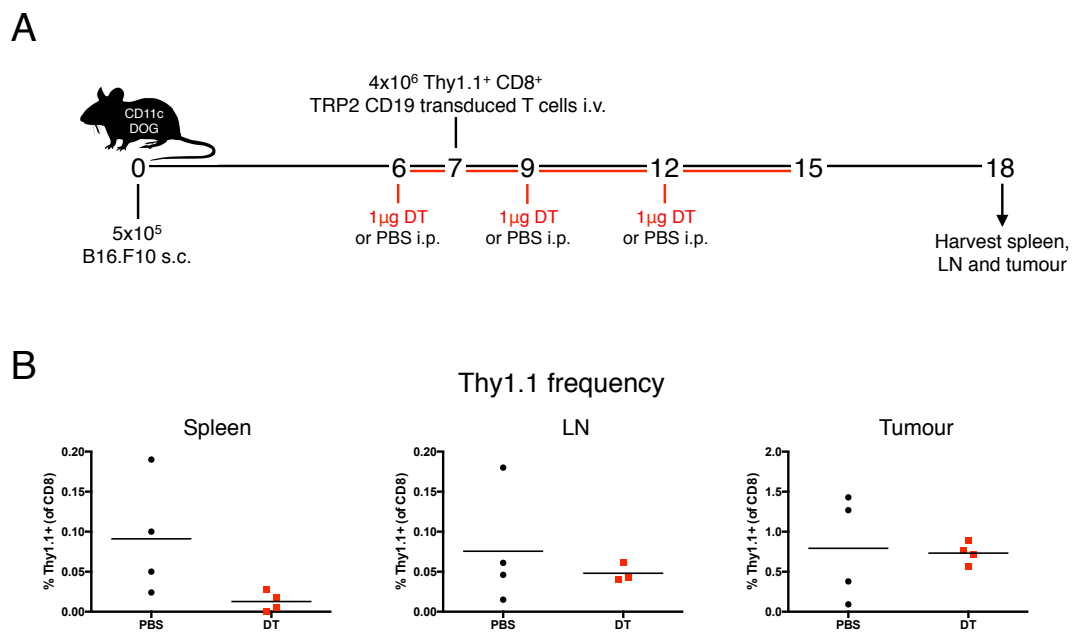 A
4x10⁶ Thy1.1⁺ CD8⁺
TRP2 CD19 transduced T cells i.v.
CD11c
DOG
0 6 7 9 12 15 18
5x10⁵
B16.F10 s.c.
1µg DT
or PBS i.p.
1µg DT
or PBS i.p.
1µg DT
or PBS i.p.
Harvest spleen,
LN and tumour
B
Thy1.1 frequency
Spleen
% Thy1.1+ (of CD8)
0.20
0.15
0.10
0.05
0.00
PBS DT
LN
% Thy1.1+ (of CD8)
0.20
0.15
0.10
0.05
0.00
PBS DT
Tumour
% Thy1.1+ (of CD8)
2.0
1.5
1.0
0.5
0.0
PBS DT